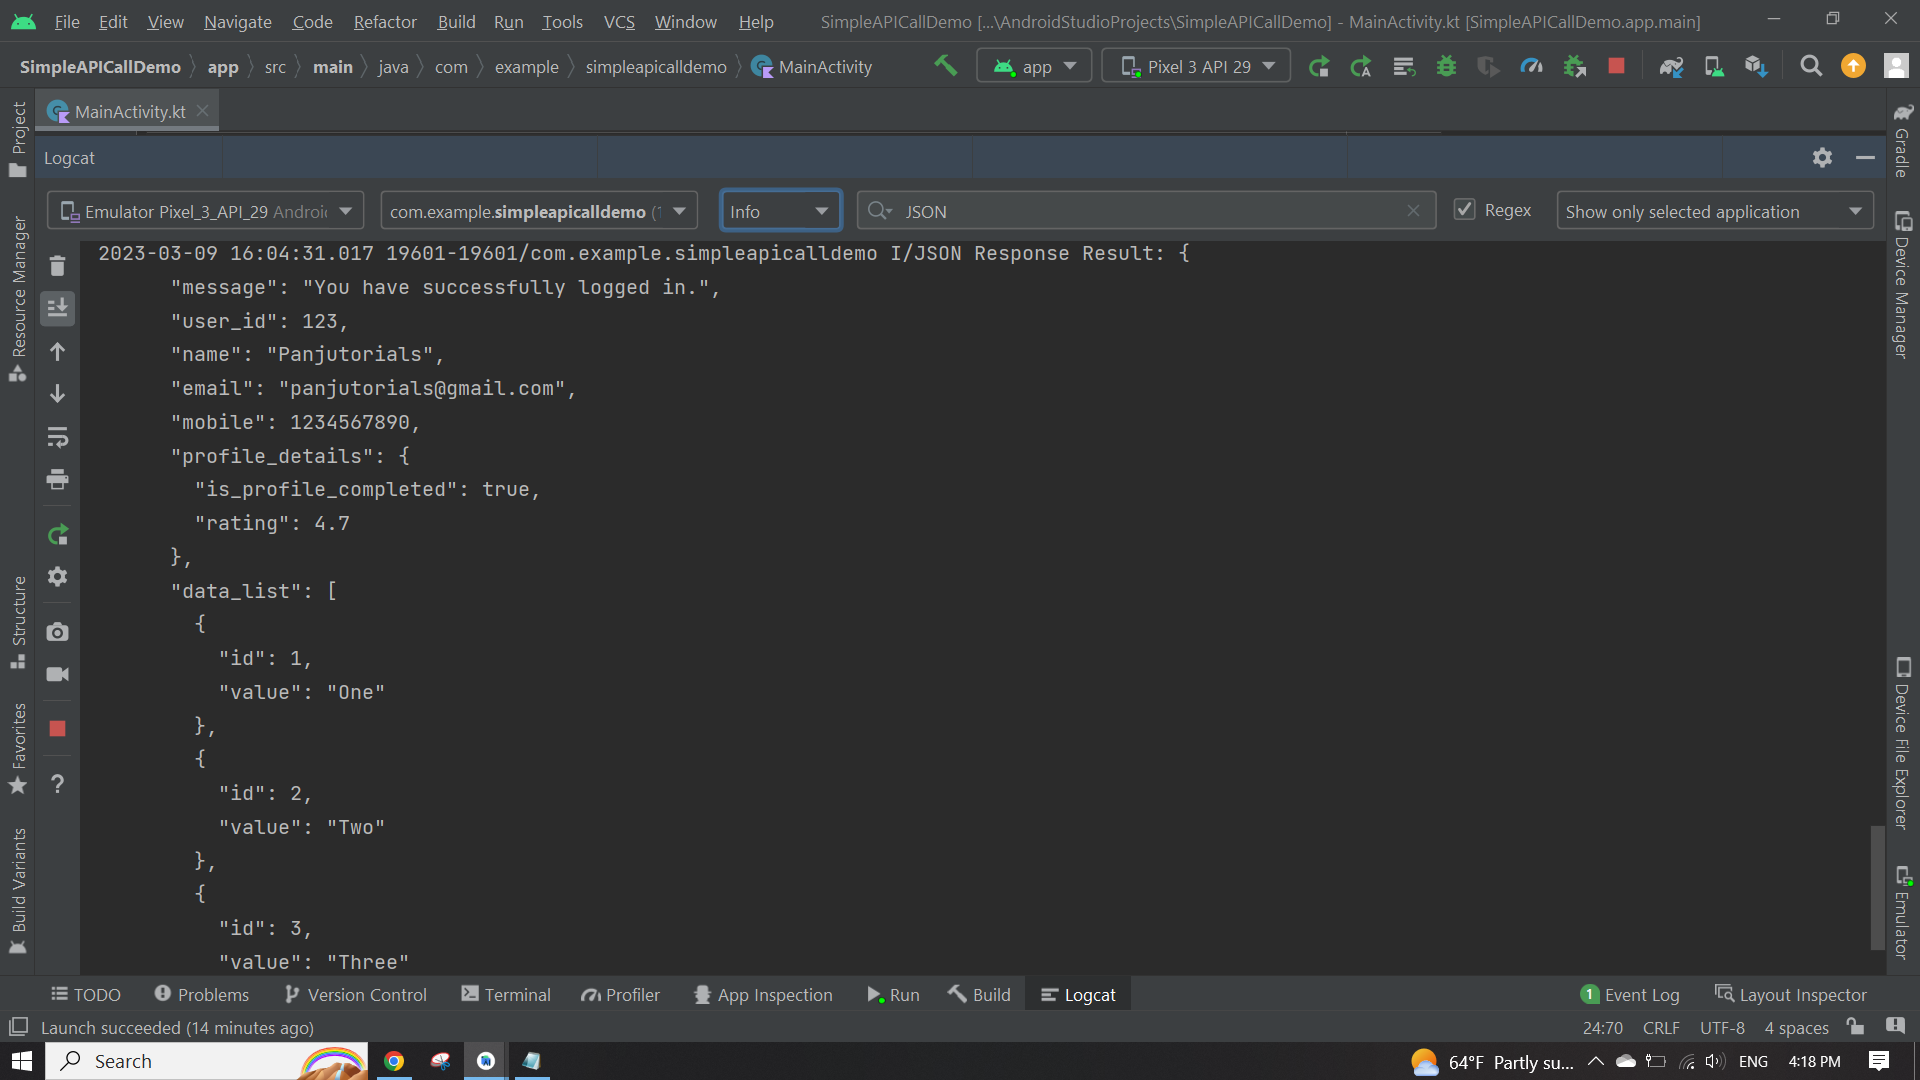 File Edit View Navigate Code Refactor Build Run Tools VCS Window Help SimpleAPICallDemo [...\AndroidStudioProjects\SimpleAPICallDemo] - MainActivity.kt [SimpleAPICallDemo.app.main]
SimpleAPICallDemo app src main java com example simpleapicalldemo MainActivity app Pixel 3 API 29
MainActivity.kt
Logcat
Emulator Pixel_3_API_29 Android com.example.simpleapicalldemo (1 Info JSON Regex Show only selected application
2023-03-09 16:04:31.017 19601-19601/com.example.simpleapicalldemo I/JSON Response Result: {
"message": "You have successfully logged in.",
"user_id": 123,
"name": "Panjutorials",
"email": "panjutorials@gmail.com",
"mobile": 1234567890,
"profile_details": {
"is_profile_completed": true,
"rating": 4.7
},
"data_list": [
{
"id": 1,
"value": "One"
},
{
"id": 2,
"value": "Two"
},
{
"id": 3,
"value": "Three"
Project
Resource Manager
Structure
Favorites
Build Variants
Gradle
Device Manager
Device File Explorer
Emulator
TODO Problems Version Control Terminal Profiler App Inspection Run Build Logcat 1 Event Log Layout Inspector
Launch succeeded (14 minutes ago) 24:70 CRLF UTF-8 4 spaces
Search 64°F Partly su... ENG 4:18 PM